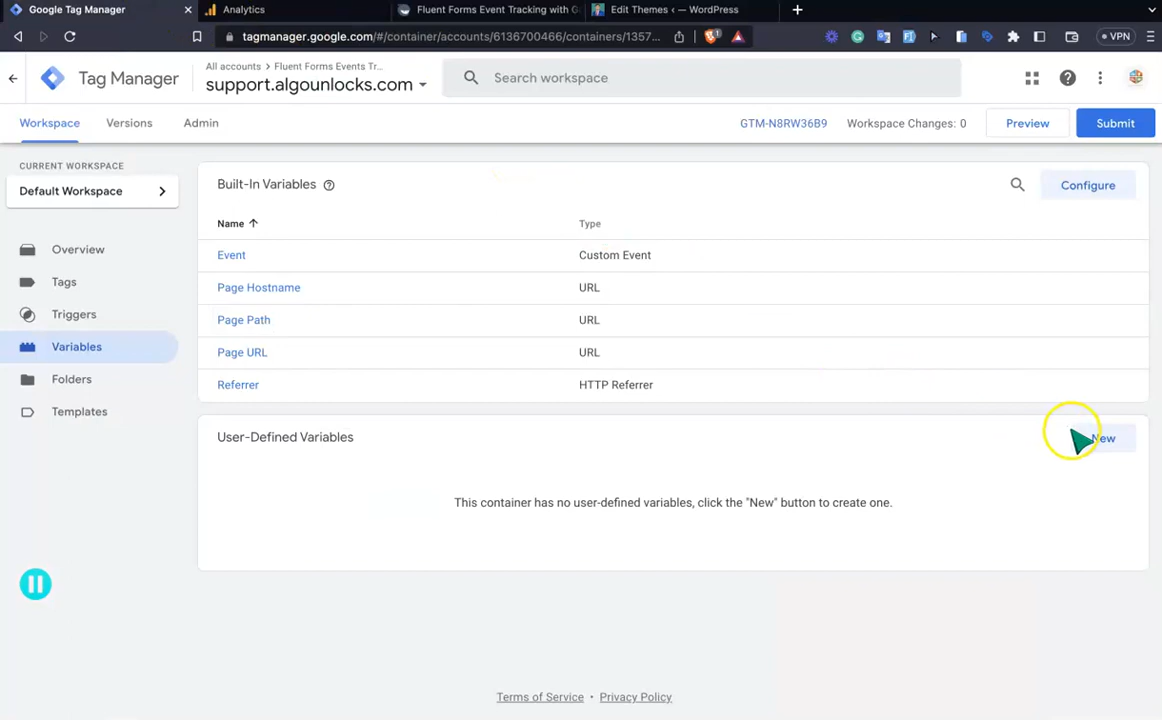 Google Tag Manager
Analytics
Fluent Forms Event Tracking with G
Edit Themes ‹ — WordPress
tagmanager.google.com/#/container/accounts/6136700466/containers/1357...
1
VPN
Tag Manager
All accounts > Fluent Forms Events Tr...
support.algounlocks.com
Search workspace
Workspace
Versions
Admin
GTM-N8RW36B9
Workspace Changes: 0
Preview
Submit
CURRENT WORKSPACE
Default Workspace
Overview
Tags
Triggers
Variables
Folders
Templates
Built-In Variables
Configure
Name
Type
Event
Custom Event
Page Hostname
URL
Page Path
URL
Page URL
URL
Referrer
HTTP Referrer
User-Defined Variables
New
This container has no user-defined variables, click the "New" button to create one.
Terms of Service • Privacy Policy